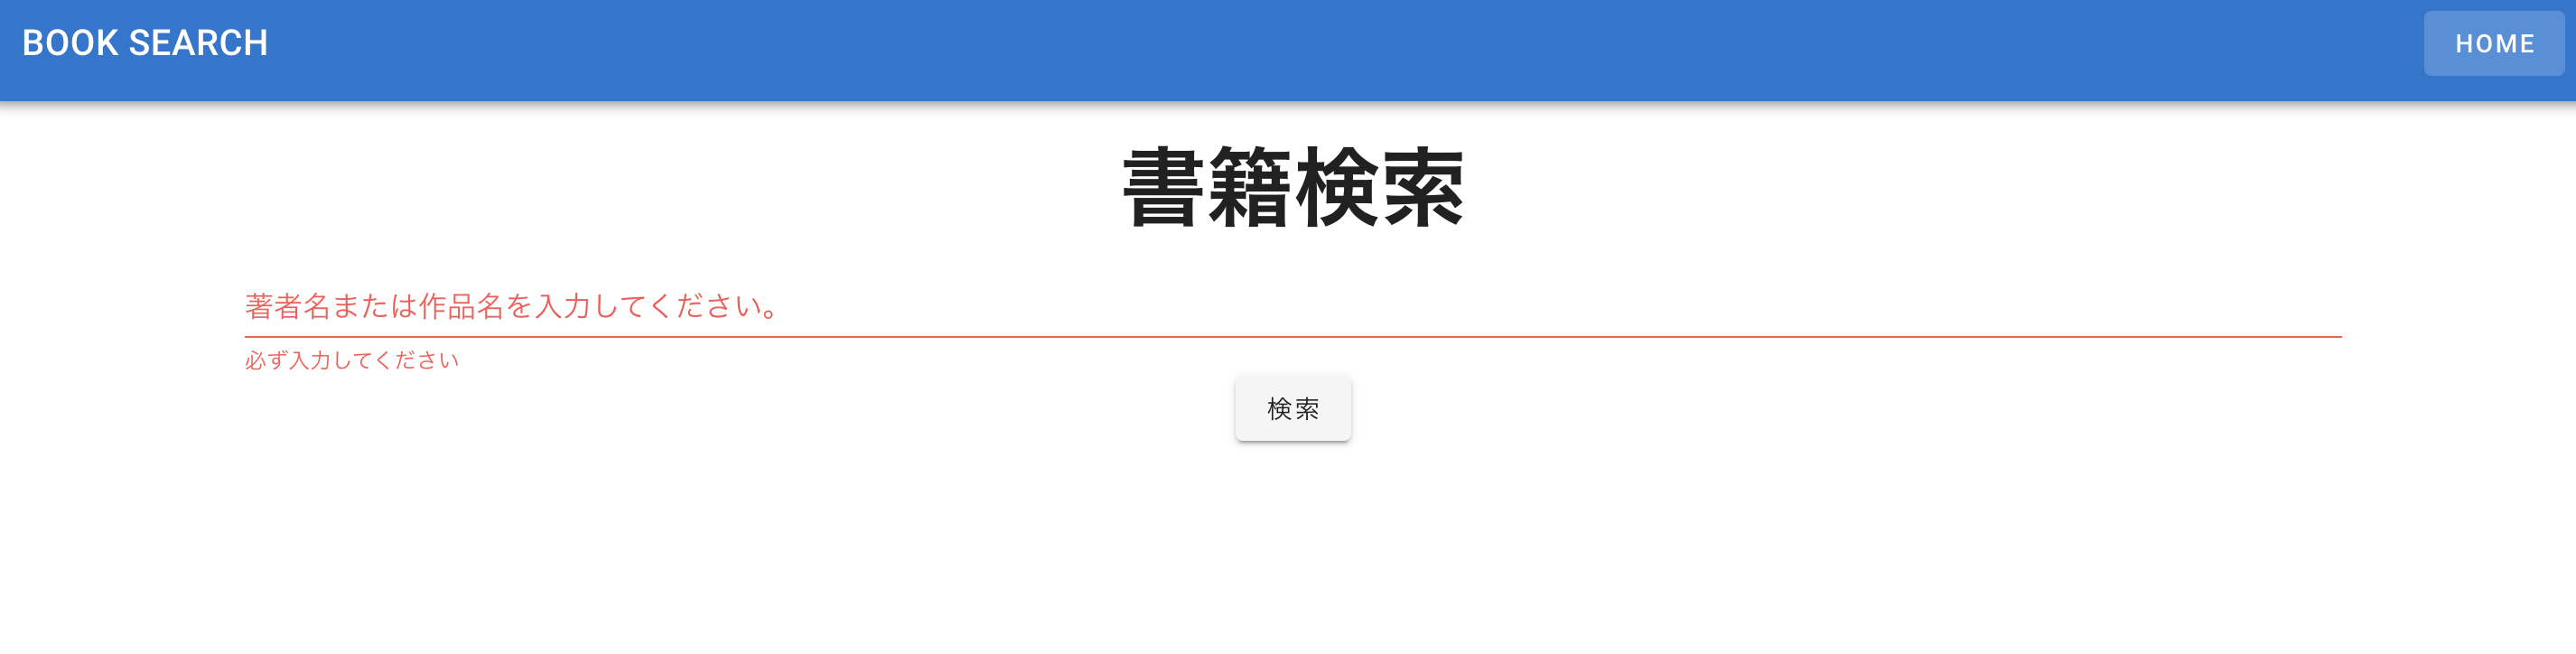 BOOK SEARCH
HOME
書籍検索
著者名または作品名を入力してください。
必ず入力してください
検索